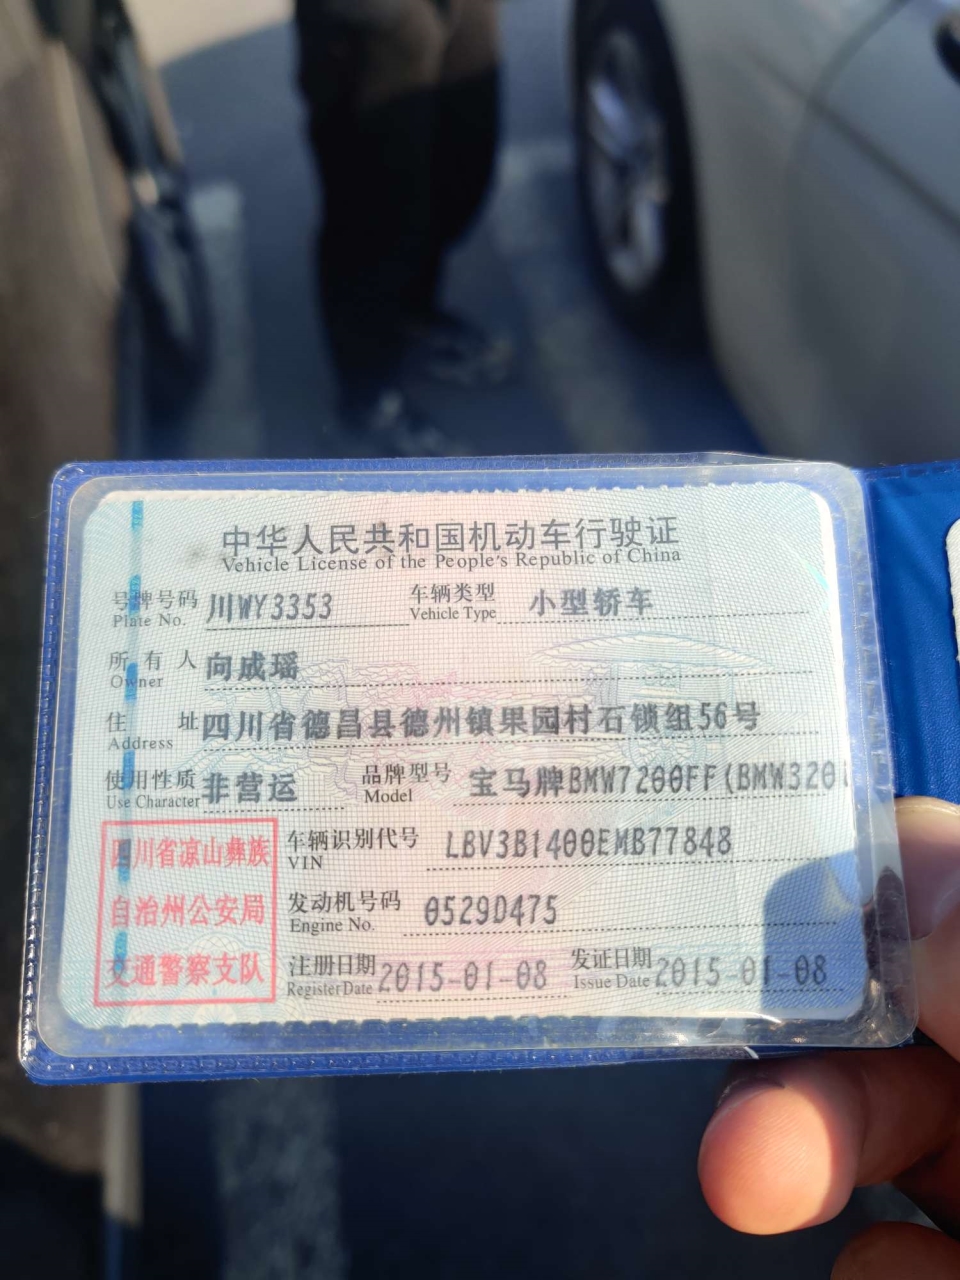 中华人民共和国机动车行驶证
Vehicle License of the People's Republic of China
号牌号码 川WY3353 车辆类型 小型轿车
Plate No. Vehicle Type
所有人 向成瑶
Owner
住址 四川省德昌县德州镇果园村石锁组56号
Address
使用性质 非营运 品牌型号 宝马牌BMW7200FF(BMW320i
Use Character Model
四川省凉山彝族
自治州公安局
交通警察支队
车辆识别代号 LBV3B1400EMB77848
VIN
发动机号码 0529D475
Engine No.
注册日期 2015-01-08 发证日期 2015-01-08
Register Date Issue Date